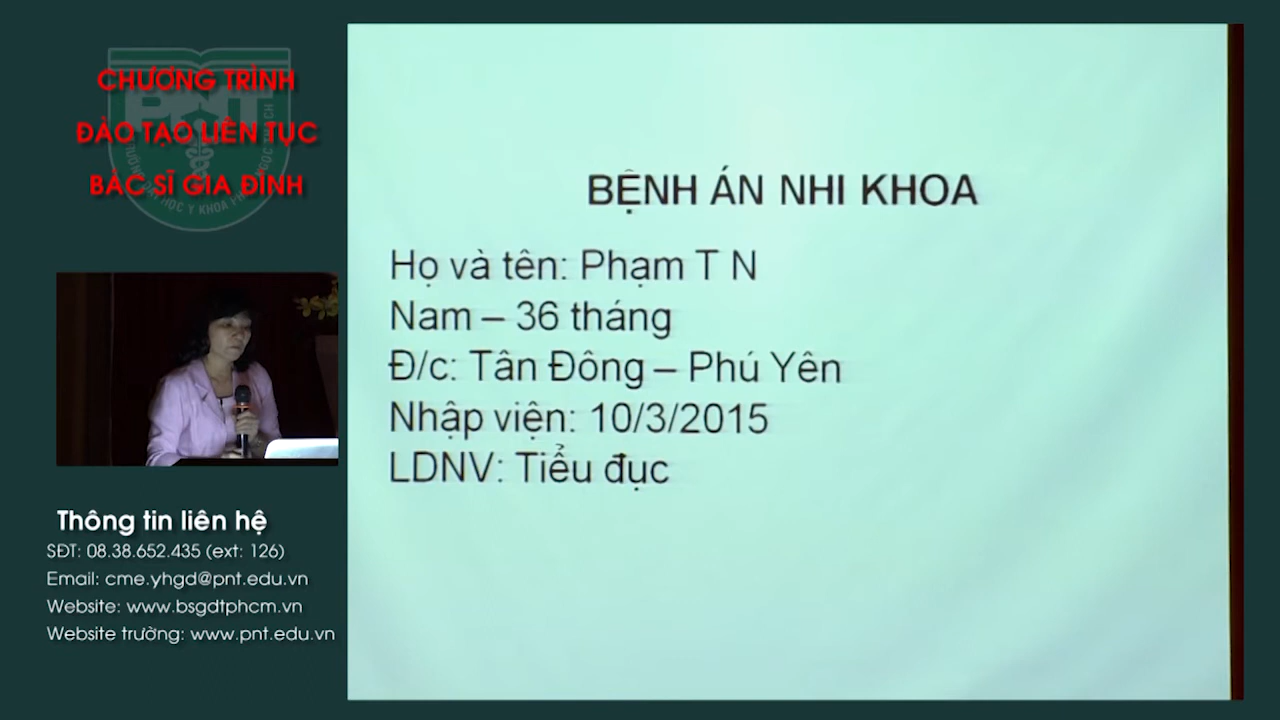 CHƯƠNG TRÌNH
ĐÀO TẠO LIÊN TỤC
BÁC SĨ GIA ĐÌNH
PNT
BỆNH ÁN NHI KHOA
Họ và tên: Phạm T N
Nam – 36 tháng
Đ/c: Tân Đông – Phú Yên
Nhập viện: 10/3/2015
LDNV: Tiểu đục
Thông tin liên hệ
SĐT: 08.38.652.435 (ext: 126)
Email: cme.yhgd@pnt.edu.vn
Website: www.bsgdtphcm.vn
Website trường: www.pnt.edu.vn